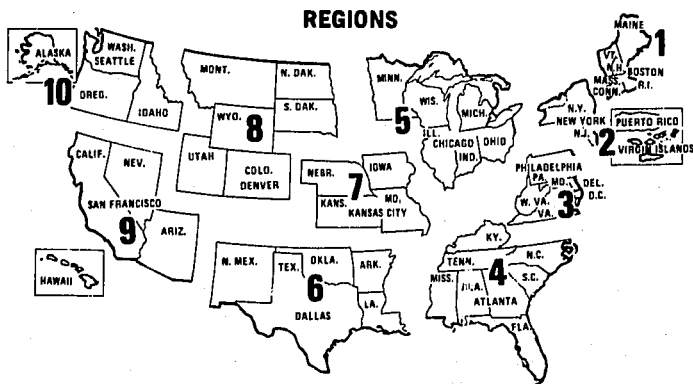 REGIONS
MAINE
1
VT.
N.H.
MASS.
BOSTON
CONN.
R.I.
ALASKA
WASH.
SEATTLE
10
OREG.
IDAHO
MONT.
N. DAK.
WYO.
S. DAK.
8
UTAH
COLO.
DENVER
MINN.
WIS.
MICH.
5
ILL.
CHICAGO
IND.
OHIO
N.Y.
NEW YORK
N.J.
2
PUERTO RICO
VIRGIN ISLANDS
CALIF.
NEV.
SAN FRANCISCO
9
ARIZ.
HAWAII
NEBR.
IOWA
7
KANS.
MO.
KANSAS CITY
PHILADELPHIA
PA.
MD.
DEL.
D.C.
W. VA.
VA.
3
N. MEX.
TEX.
OKLA.
ARK.
6
LA.
DALLAS
KY.
TENN.
N.C.
4
S.C.
MISS.
ALA.
ATLANTA
FLA.